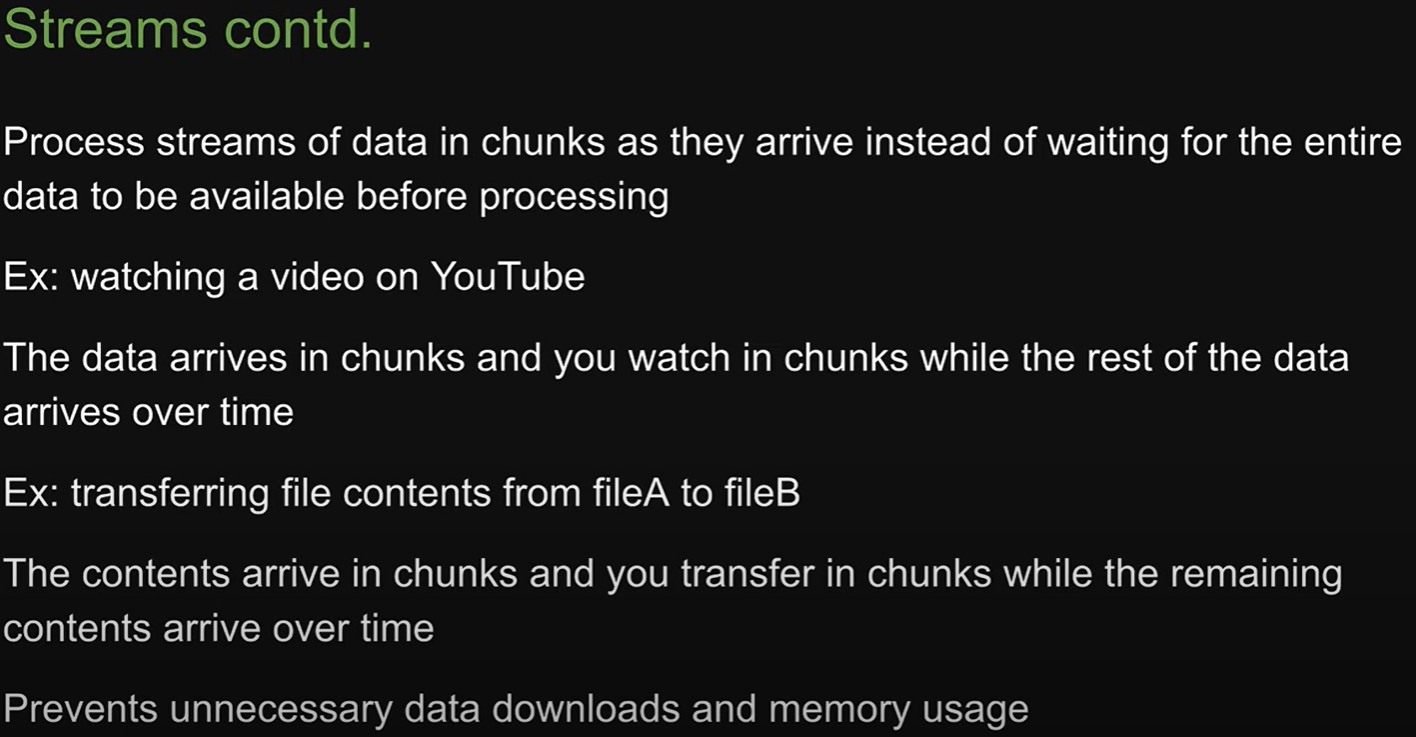 Streams contd.
Process streams of data in chunks as they arrive instead of waiting for the entire
data to be available before processing
Ex: watching a video on YouTube
The data arrives in chunks and you watch in chunks while the rest of the data
arrives over time
Ex: transferring file contents from fileA to fileB
The contents arrive in chunks and you transfer in chunks while the remaining
contents arrive over time
Prevents unnecessary data downloads and memory usage